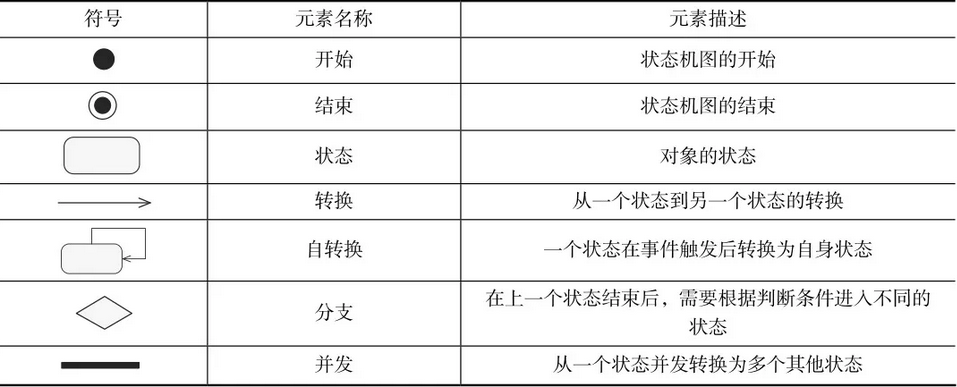 符号 元素名称 元素描述
开始 状态机图的开始
结束 状态机图的结束
状态 对象的状态
转换 从一个状态到另一个状态的转换
自转换 一个状态在事件触发后转换为自身状态
分支 在上一个状态结束后，需要根据判断条件进入不同的
状态
并发 从一个状态并发转换为多个其他状态